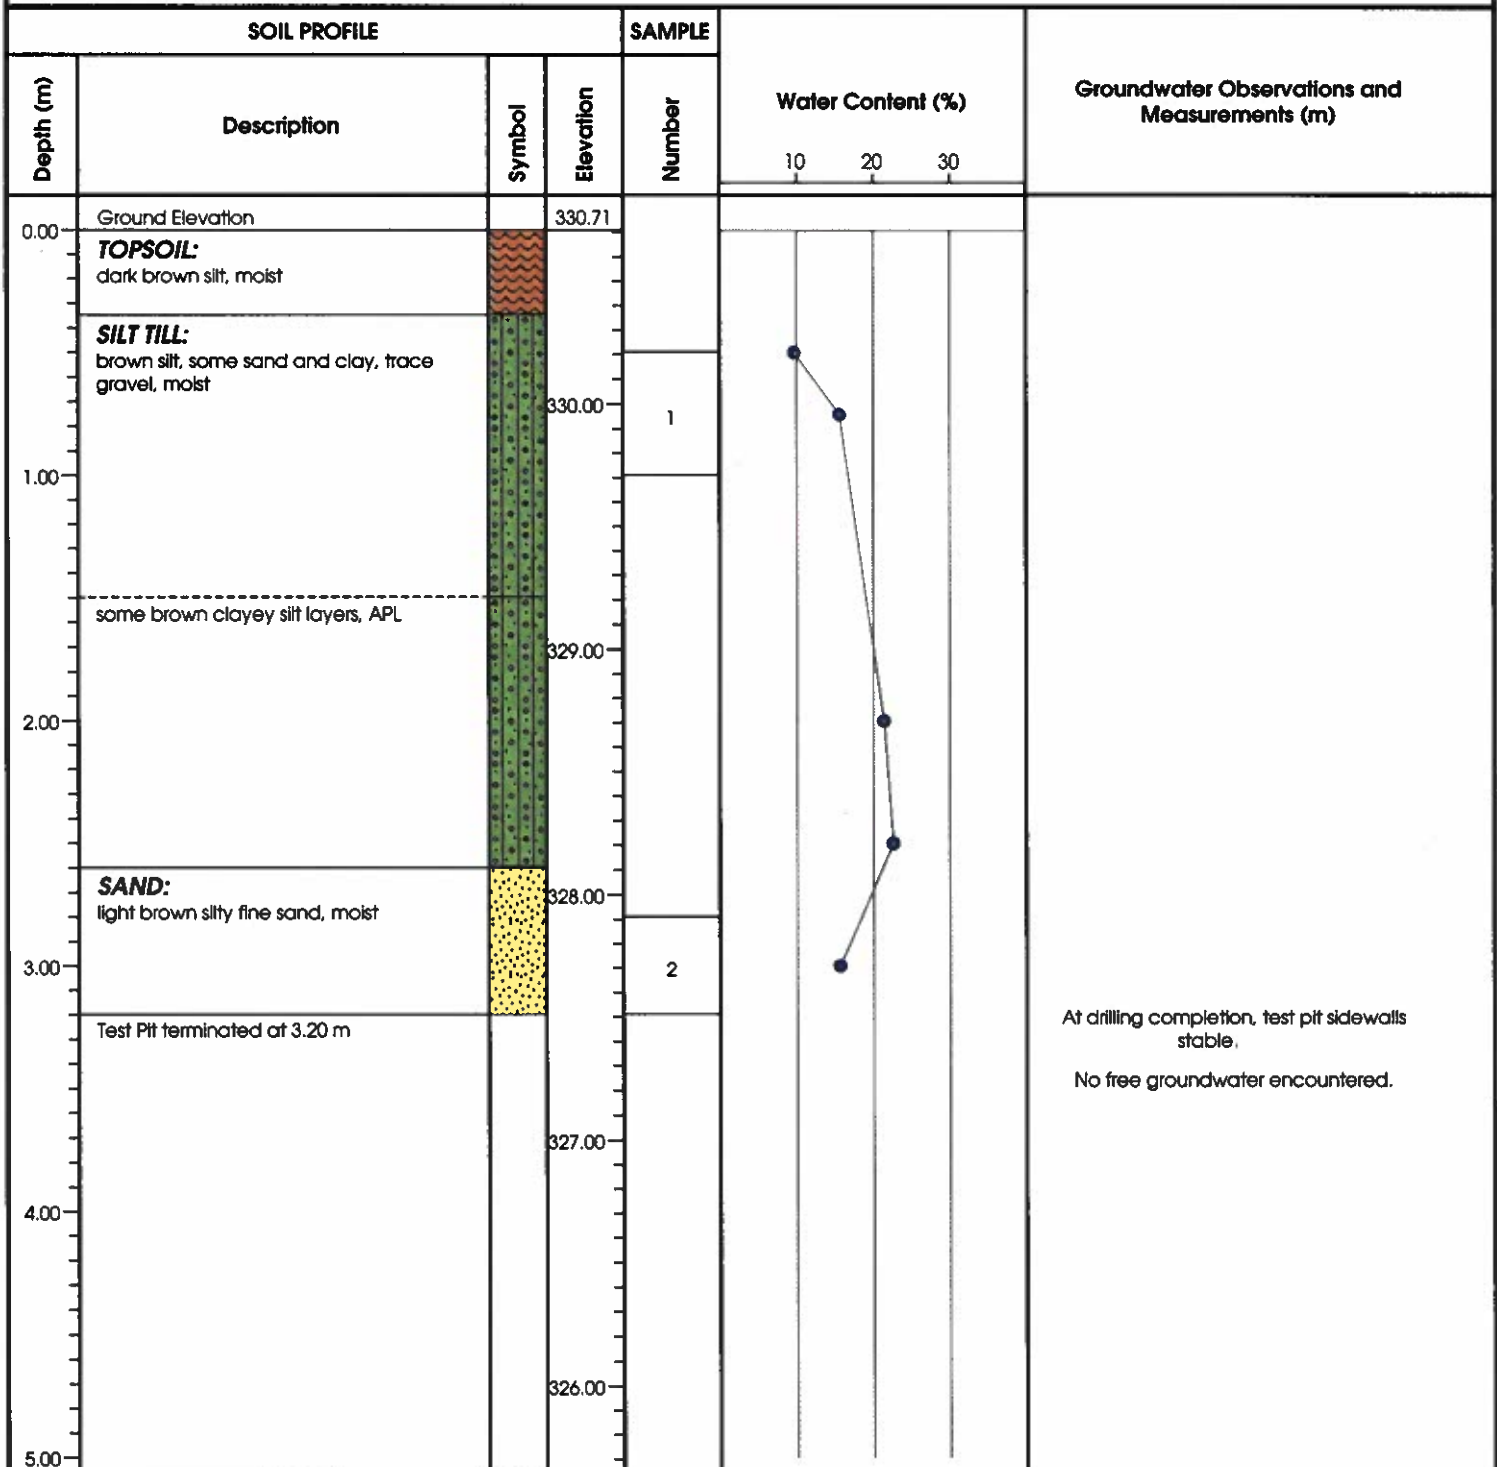 SOIL PROFILE
SAMPLE
Depth (m)
Description
Symbol
Elevation
Number
Water Content (%)
10 20 30
Groundwater Observations and
Measurements (m)
Ground Elevation
330.71
0.00
TOPSOIL:
dark brown silt, moist
SILT TILL:
brown silt, some sand and clay, trace
gravel, moist
330.00
1
1.00
some brown clayey silt layers, APL
329.00
2.00
SAND:
light brown silty fine sand, moist
328.00
3.00
2
Test Pit terminated at 3.20 m
At drilling completion, test pit sidewalls
stable.
No free groundwater encountered.
327.00
4.00
326.00
5.00